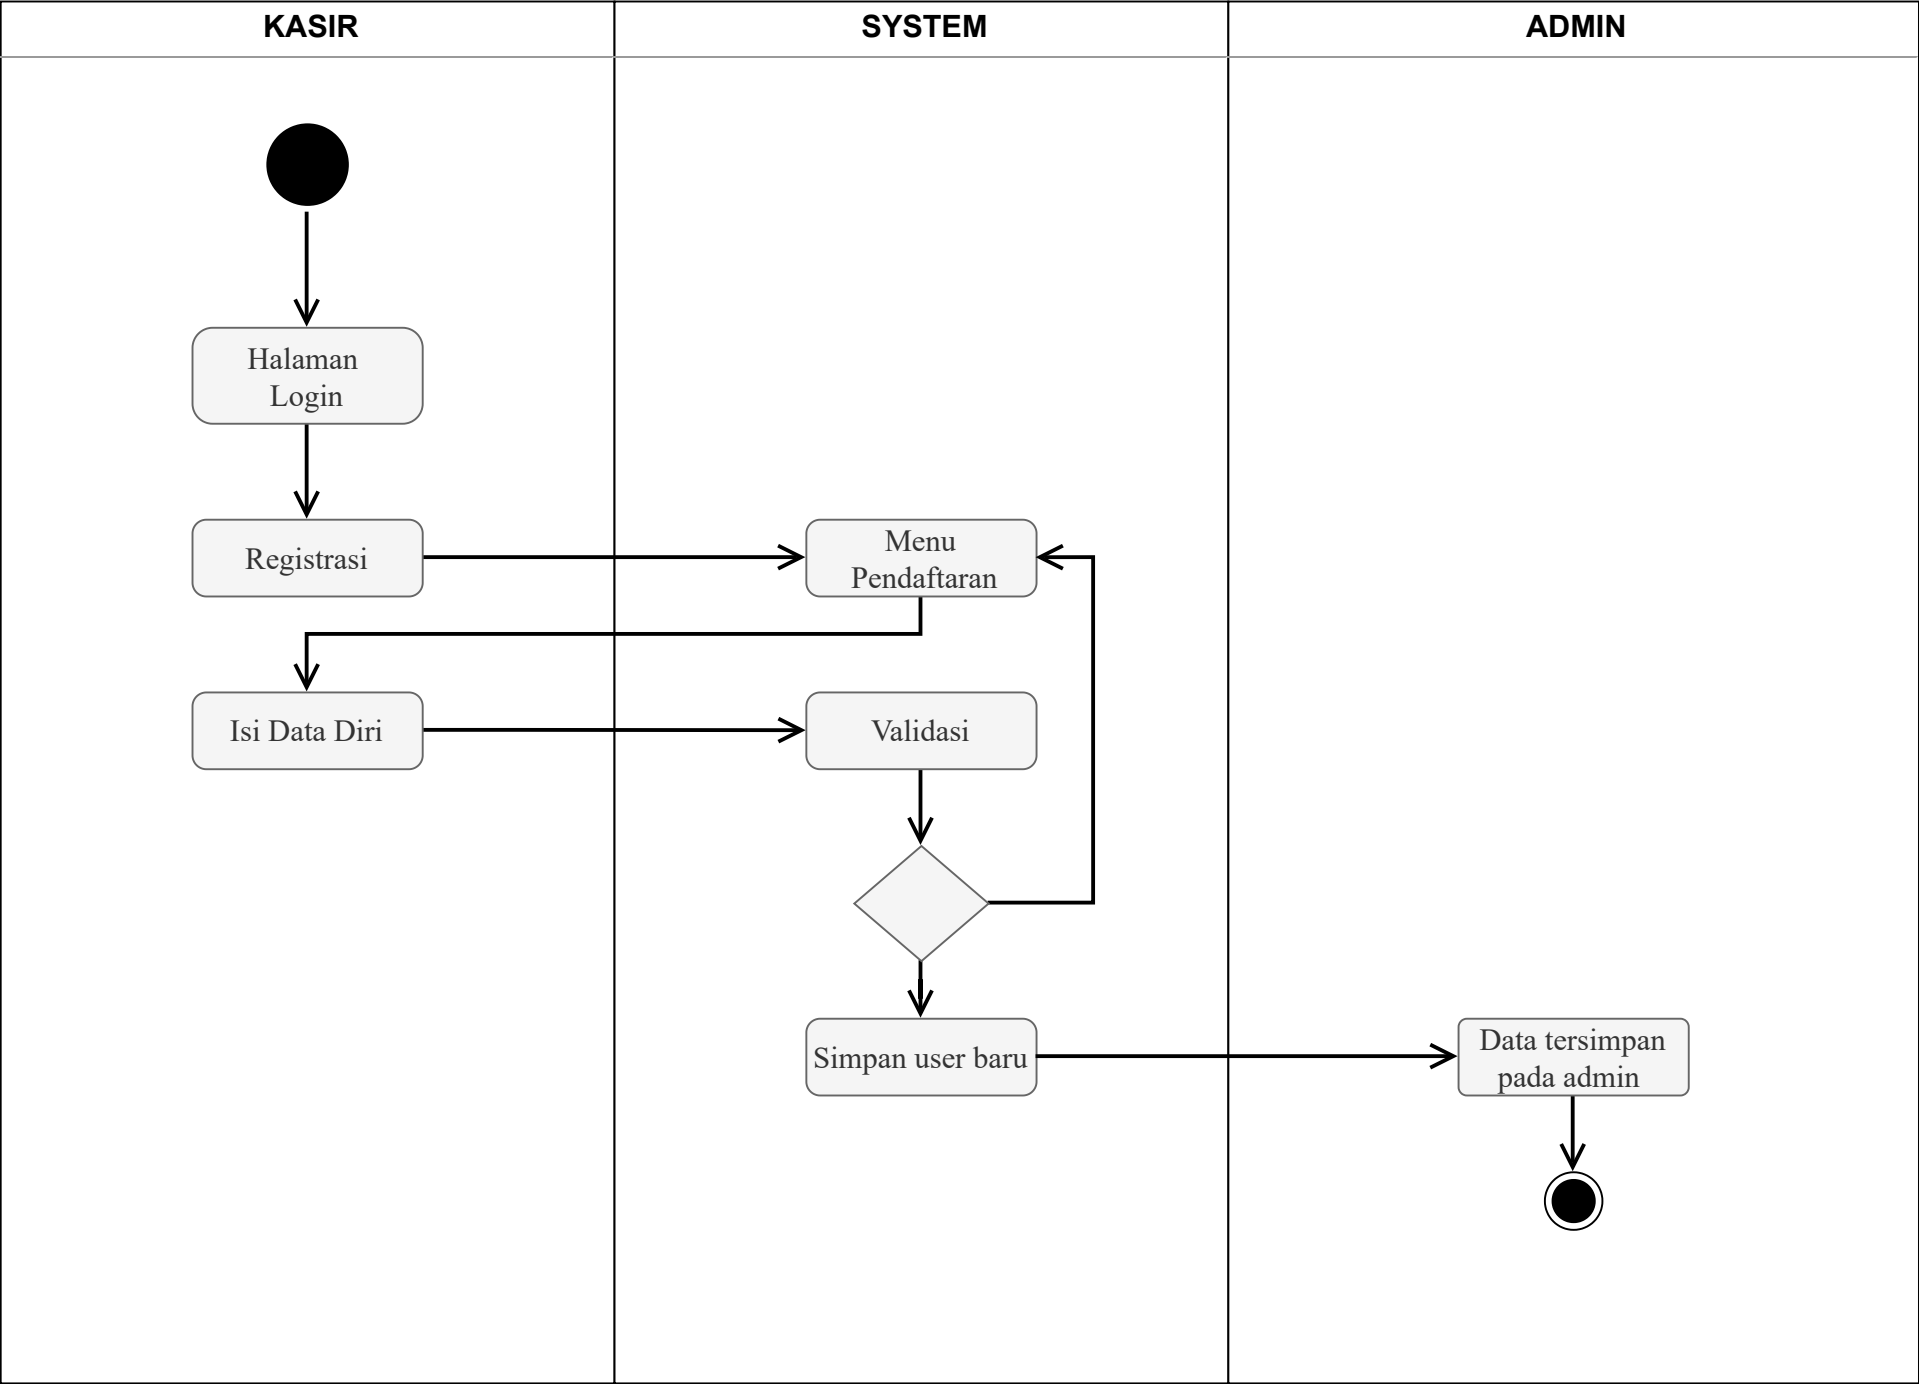 KASIR
SYSTEM
ADMIN
Halaman
Login
Registrasi
Menu
Pendaftaran
Isi Data Diri
Validasi
Simpan user baru
Data tersimpan
pada admin